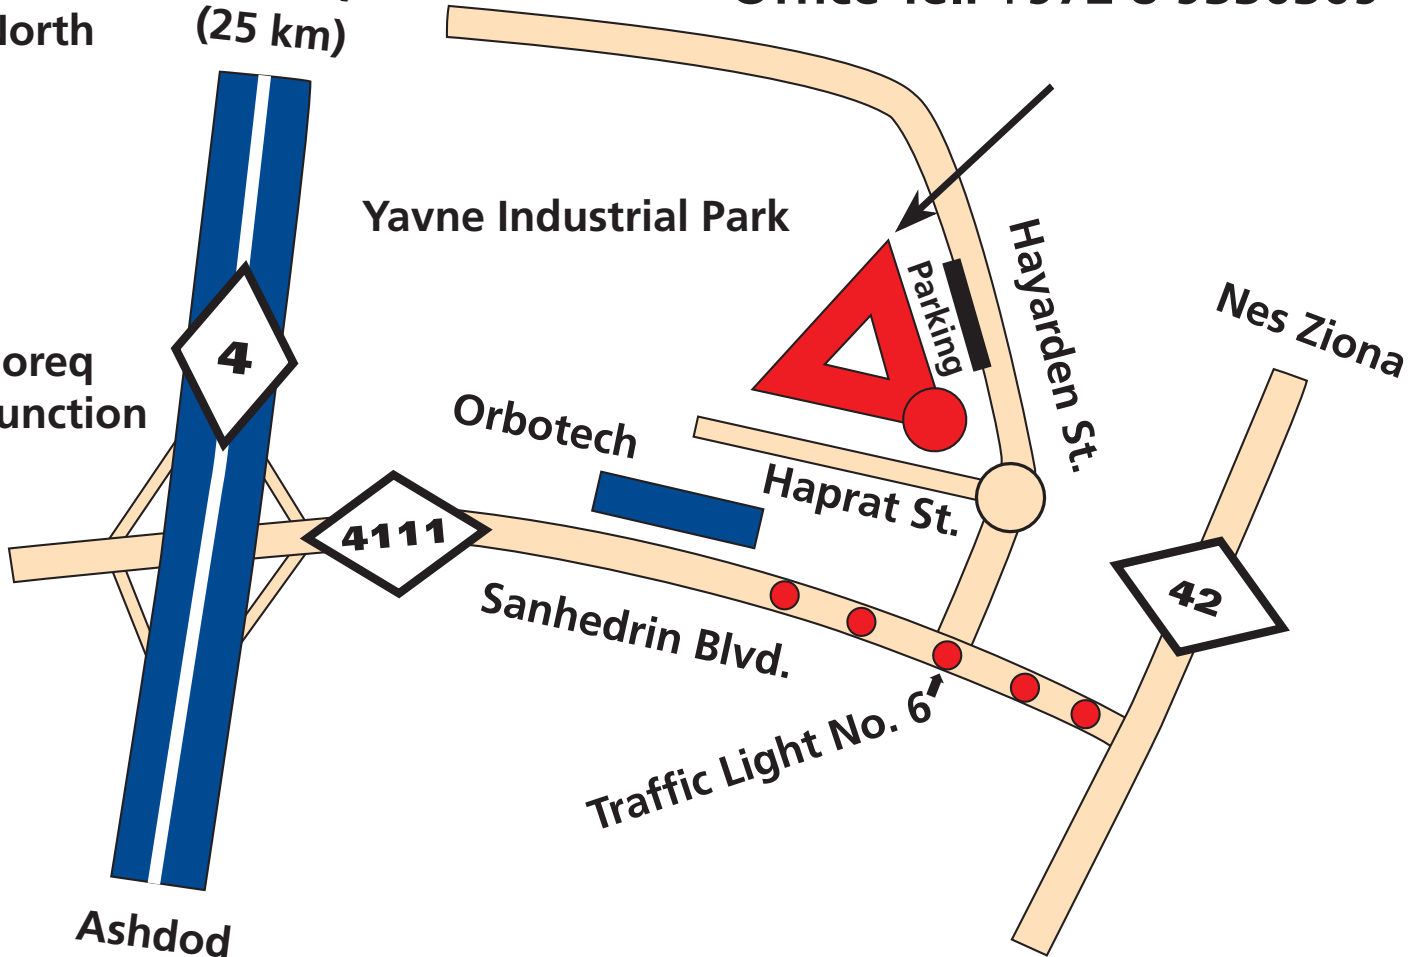 (25 km)
Yavne Industrial Park
Parking
Hayarden St.
Nes Ziona
4
Orbotech
Haprat St.
4111
42
Sanhedrin Blvd.
Traffic Light No. 6
Ashdod